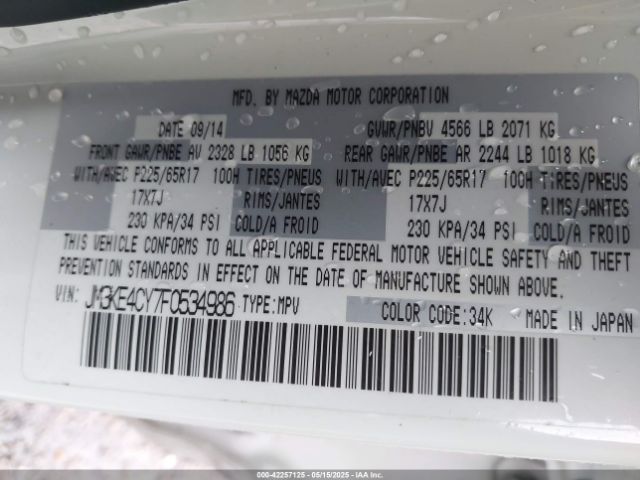 MFD. BY MAZDA MOTOR CORPORATION
DATE 09/14 GVWR/PNBV 4566 LB 2071 KG
FRONT GAWR/PNBE AV 2328 LB 1056 KG REAR GAWR/PNBE AR 2244 LB 1018 KG
WITH/AVEC P225/65R17 100H TIRES/PNEUS WITH/AVEC P225/65R17 100H TIRES/PNEUS
17X7J RIMS/JANTES 17X7J RIMS/JANTES
230 KPA/34 PSI COLD/A FROID 230 KPA/34 PSI COLD/A FROID
THIS VEHICLE CONFORMS TO ALL APPLICABLE FEDERAL MOTOR VEHICLE SAFETY AND THEFT
PREVENTION STANDARDS IN EFFECT ON THE DATE OF MANUFACTURE SHOWN ABOVE.
VIN: JM3KE4CY7F0534986 TYPE:MPV COLOR CODE:34K MADE IN JAPAN
000-42257125 - 05/15/2025 - IAAI.COM